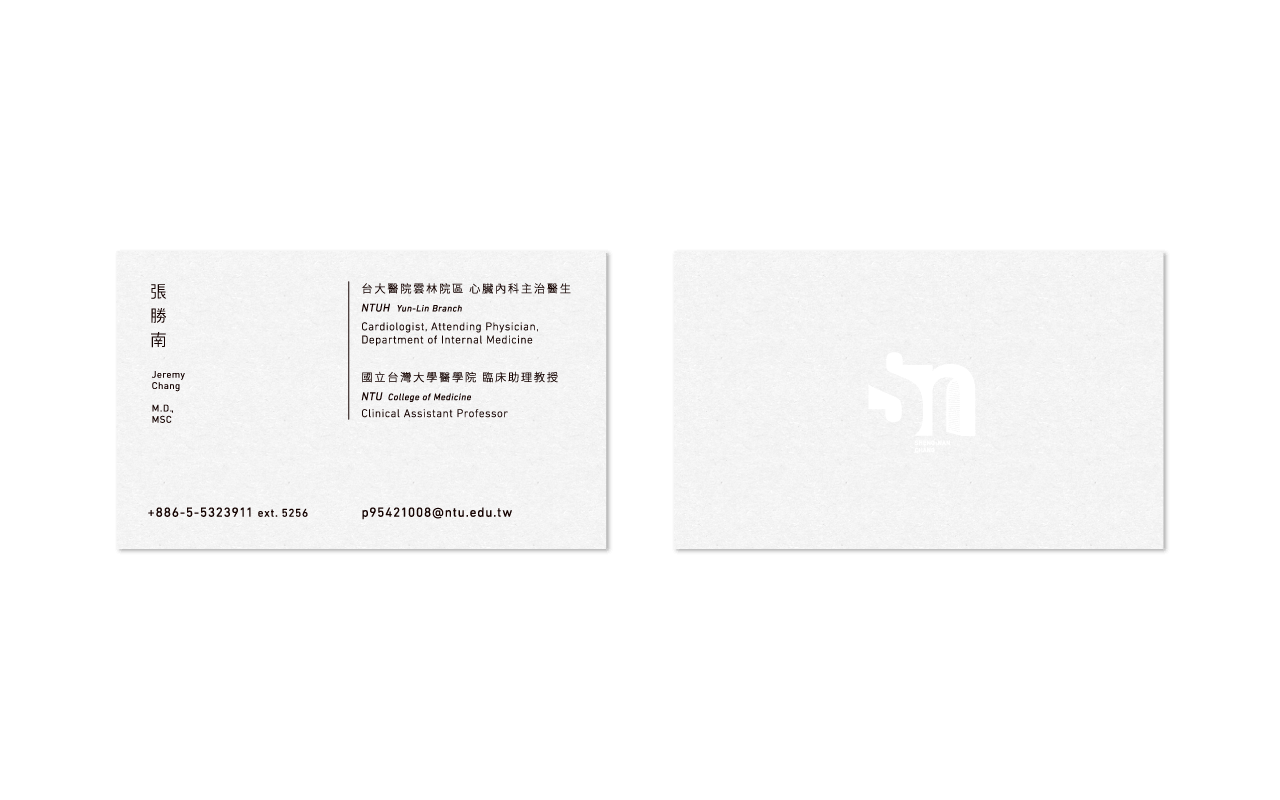 張勝南
Jeremy
Chang
M.D.,
MSC
台大醫院雲林院區 心臟內科主治醫生
NTUH Yun-Lin Branch
Cardiologist, Attending Physician,
Department of Internal Medicine
國立台灣大學醫學院 臨床助理教授
NTU College of Medicine
Clinical Assistant Professor
+886-5-5323911 ext. 5256
p95421008@ntu.edu.tw
sn